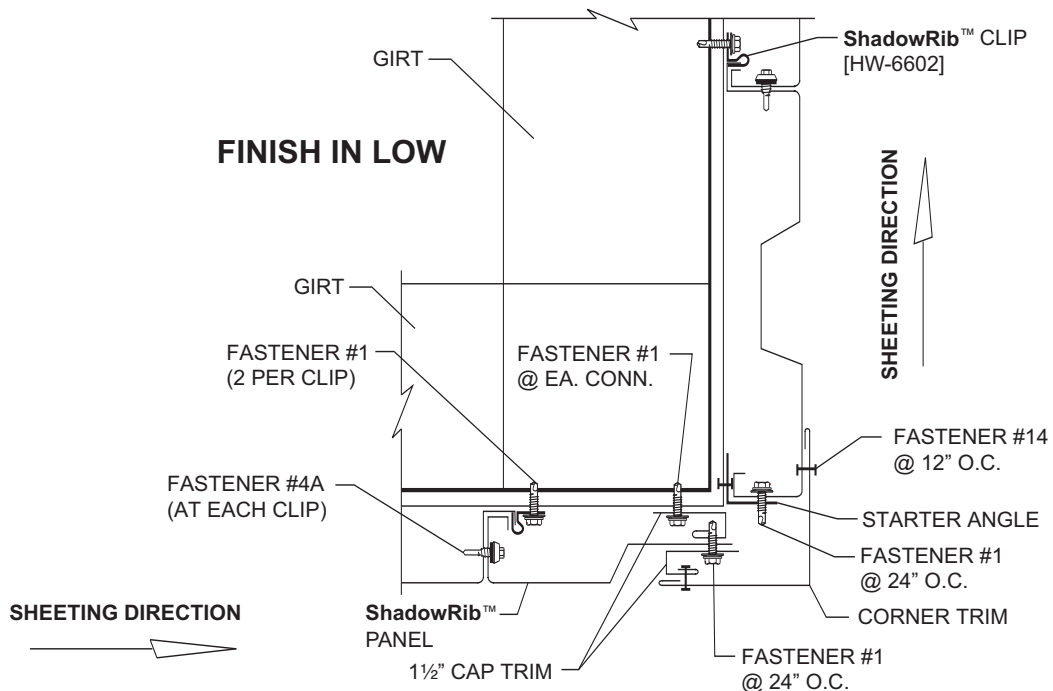 GIRT
ShadowRib™ CLIP
[HW-6602]
FINISH IN LOW
SHEETING DIRECTION
GIRT
FASTENER #1
(2 PER CLIP)
FASTENER #1
@ EA. CONN.
FASTENER #14
@ 12” O.C.
FASTENER #4A
(AT EACH CLIP)
STARTER ANGLE
FASTENER #1
@ 24” O.C.
SHEETING DIRECTION
ShadowRib™
PANEL
CORNER TRIM
1½” CAP TRIM
FASTENER #1
@ 24” O.C.